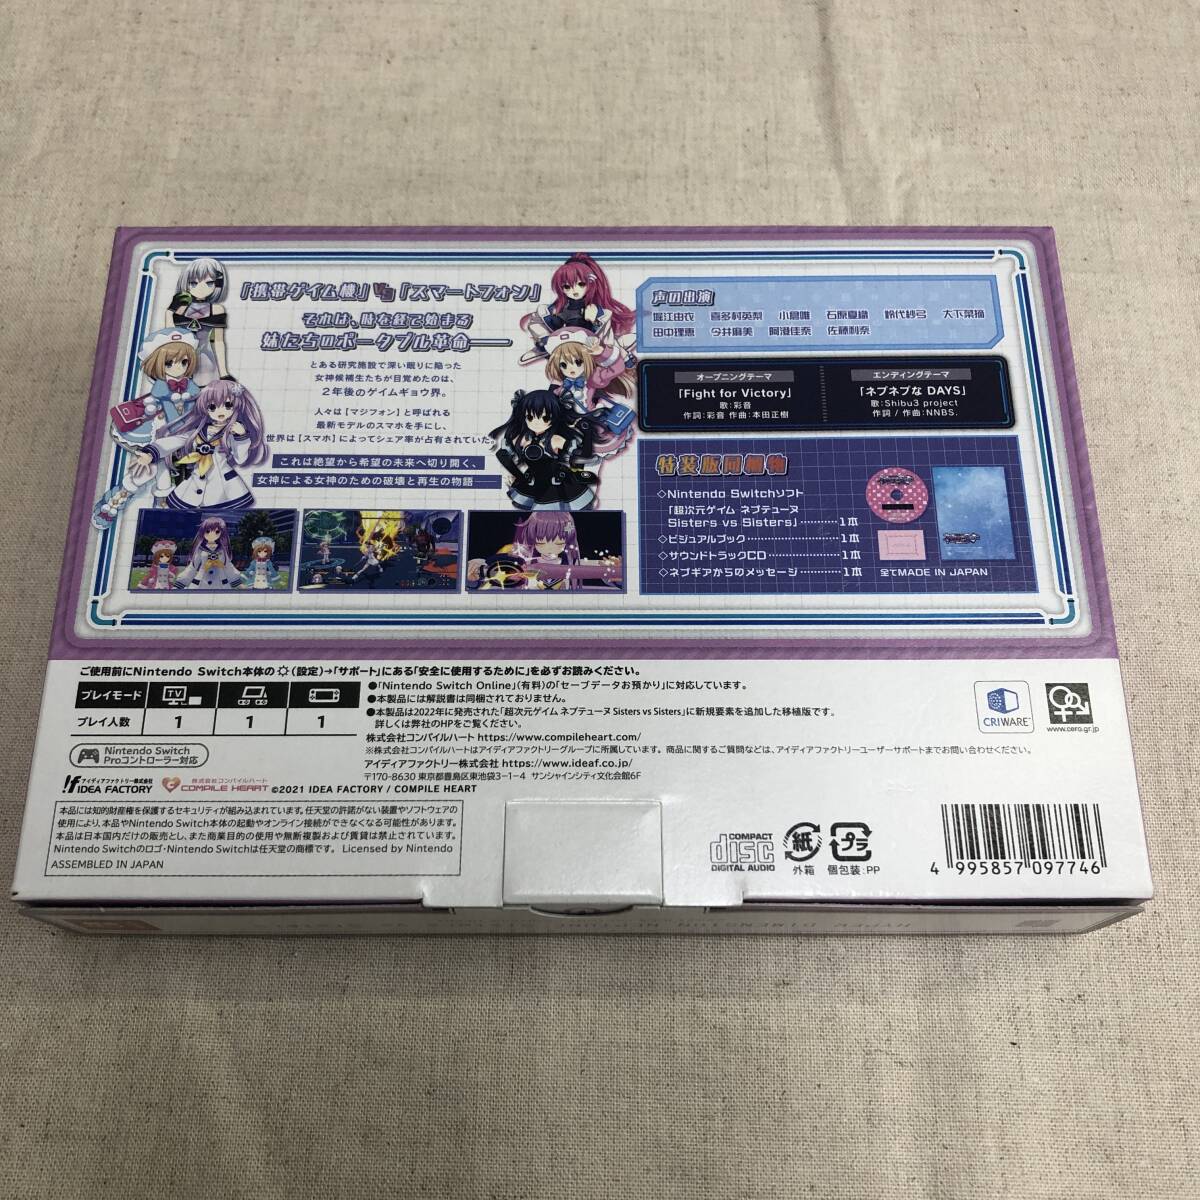 「携帯ゲイム機」VS「スマートフォン」
それは、時を経て始まる
妹たちのポータブル革命――
とある研究施設で深い眠りに陥った
女神候補生たちが目覚めたのは、
2年後のゲイムギョウ界。
人々は【マジフォン】と呼ばれる
最新モデルのスマホを手にし、
世界は【スマホ】によってシェア率が占有されていた。
これは絶望から希望の未来へ切り開く、
女神による女神のための破壊と再生の物語――
声の出演
堀江由衣 喜多村英梨 小倉唯 石原夏織 鈴代紗弓 大下菜摘
田中理恵 今井麻美 阿澄佳奈 佐藤利奈
オープニングテーマ
「Fight for Victory」
歌:彩音
作詞:彩音 作曲:本田正樹
エンディングテーマ
「ネプネプな DAYS」
歌:Shibu3 project
作詞 / 作曲:NNBS.
特装版同梱物
◇Nintendo Switchソフト
「超次元ゲイム ネプテューヌ
Sisters vs Sisters」…………1本
◇ビジュアルブック…………………1本
◇サウンドトラックCD………………1本
◇ネプギアからのメッセージ…………1本
全てMADE IN JAPAN
ご使用前にNintendo Switch本体の(設定)→「サポート」にある「安全に使用するために」を必ずお読みください。
プレイモード TV
プレイ人数 1 1 1
Nintendo Switch
Proコントローラー対応
●「Nintendo Switch Online」(有料)の「セーブデータお預かり」に対応しています。
●本製品には解説書は同梱されておりません。
●本製品は2022年に発売された「超次元ゲイム ネプテューヌ Sisters vs Sisters」に新規要素を追加した移植版です。
詳しくは弊社のHPをご覧ください。
株式会社コンパイルハート https://www.compileheart.com/
※株式会社コンパイルハートはアイディアファクトリーグループに所属しています。商品に関するご質問などは、アイディアファクトリーユーザーサポートまでお問い合わせください。
アイディアファクトリー株式会社 https://www.ideaf.co.jp/
〒170-8630 東京都豊島区東池袋3-1-4 サンシャインシティ文化会館6F
CRIWARE
www.cero.gr.jp
アイディアファクトリー株式会社
IDEA FACTORY
株式会社コンパイルハート
COMPILE HEART
©2021 IDEA FACTORY / COMPILE HEART
本品には知的財産権を保護するセキュリティが組み込まれています。任天堂の許諾がない装置やソフトウェアの
使用により、本品やNintendo Switch本体の起動やオンライン接続ができなくなる可能性があります。
本品は日本国内だけの販売とし、また商業目的の使用や無断複製および賃貸は禁止されています。
Nintendo Switchのロゴ・Nintendo Switchは任天堂の商標です。 Licensed by Nintendo
ASSEMBLED IN JAPAN
COMPACT
disc
DIGITAL AUDIO
紙
外箱
プラ
個包装:PP
4 995857 097746